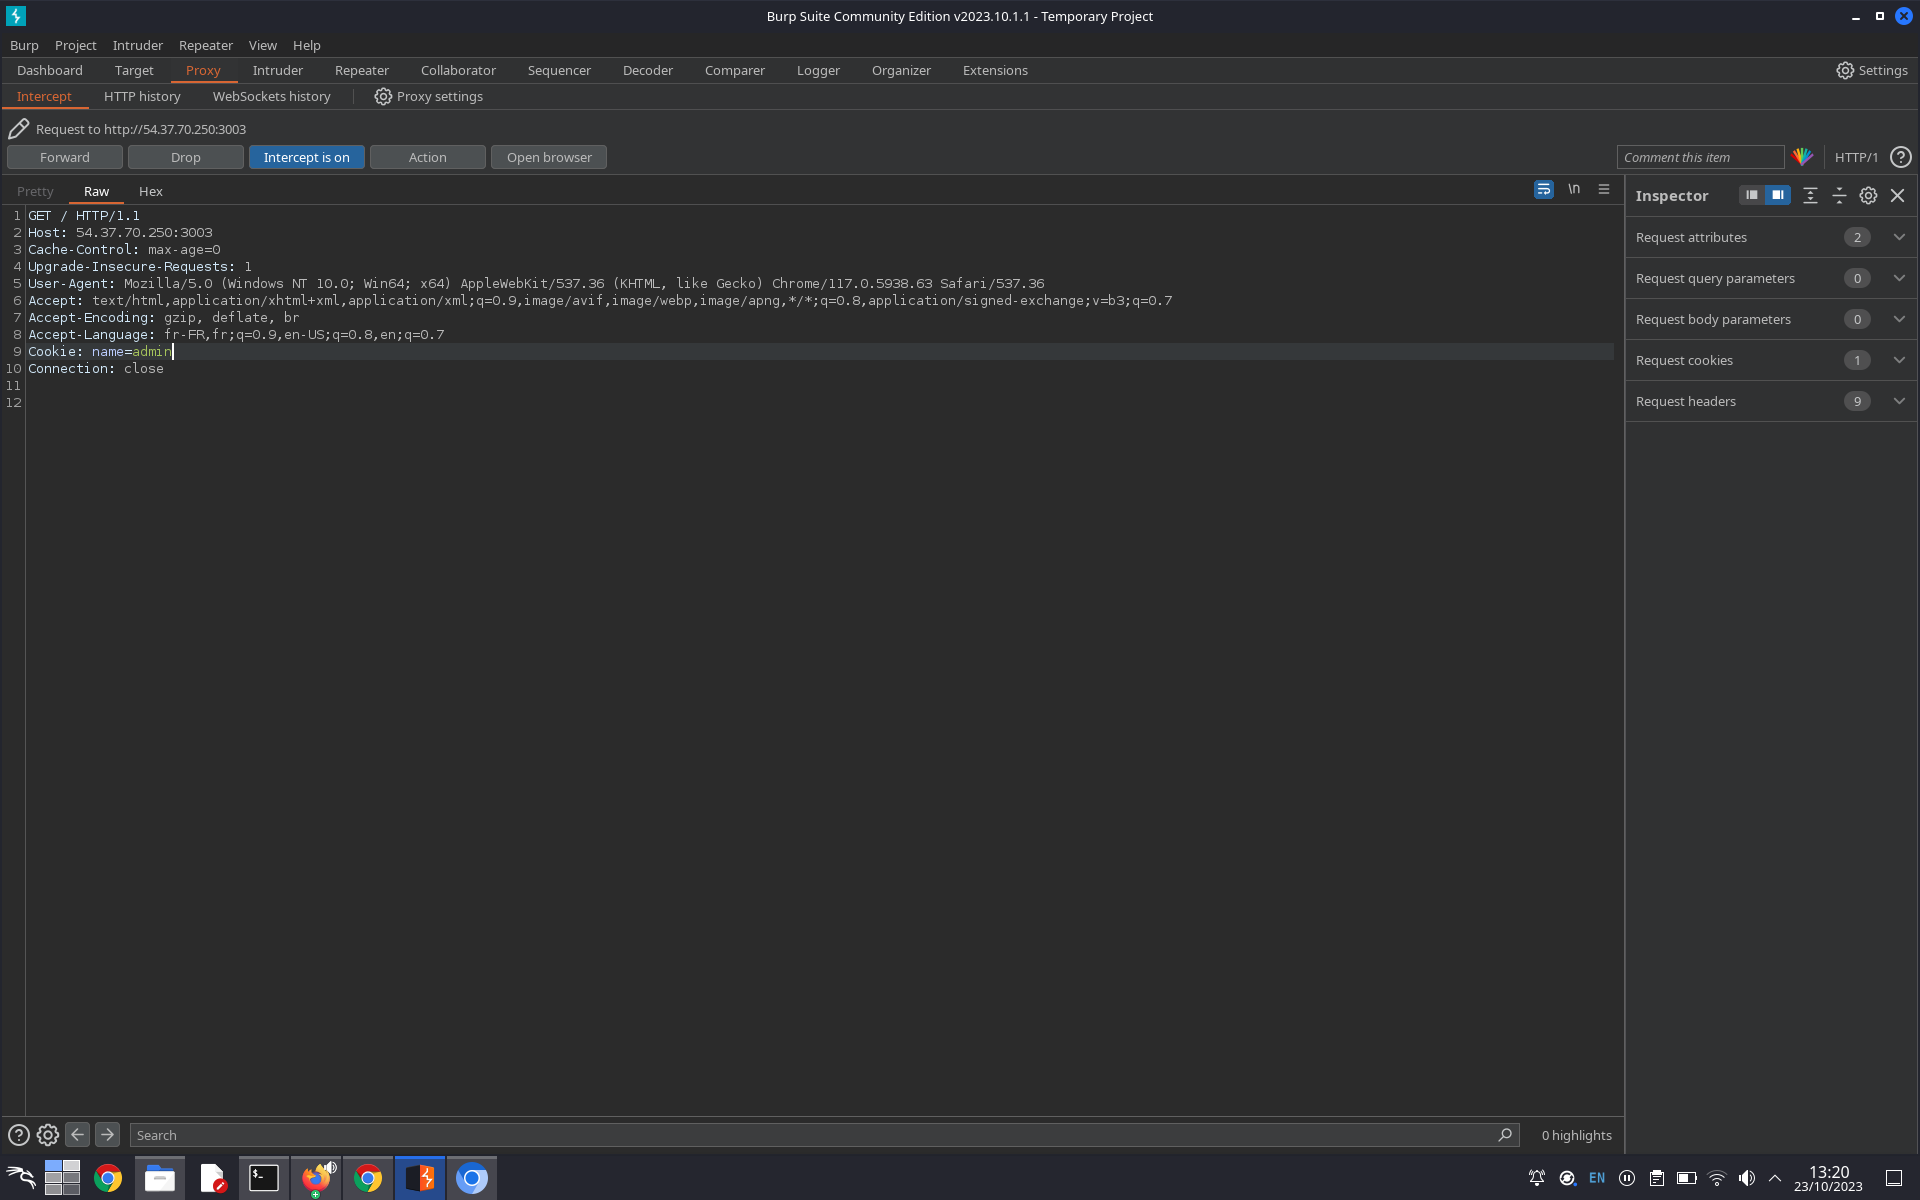 Burp Suite Community Edition v2023.10.1.1 - Temporary Project
Burp Project Intruder Repeater View Help
Dashboard Target Proxy Intruder Repeater Collaborator Sequencer Decoder Comparer Logger Organizer Extensions Settings
Intercept HTTP history WebSockets history Proxy settings
Request to http://54.37.70.250:3003
Forward Drop Intercept is on Action Open browser Comment this item HTTP/1 ?
Pretty Raw Hex \n
Inspector
1 GET / HTTP/1.1
2 Host: 54.37.70.250:3003
3 Cache-Control: max-age=0
4 Upgrade-Insecure-Requests: 1
5 User-Agent: Mozilla/5.0 (Windows NT 10.0; Win64; x64) AppleWebKit/537.36 (KHTML, like Gecko) Chrome/117.0.5938.63 Safari/537.36
6 Accept: text/html,application/xhtml+xml,application/xml;q=0.9,image/avif,image/webp,image/apng,*/*;q=0.8,application/signed-exchange;v=b3;q=0.7
7 Accept-Encoding: gzip, deflate, br
8 Accept-Language: fr-FR,fr;q=0.9,en-US;q=0.8,en;q=0.7
9 Cookie: name=admin
10 Connection: close
11
12
Request attributes 2
Request query parameters 0
Request body parameters 0
Request cookies 1
Request headers 9
? Search 0 highlights
$_ EN 13:20
23/10/2023